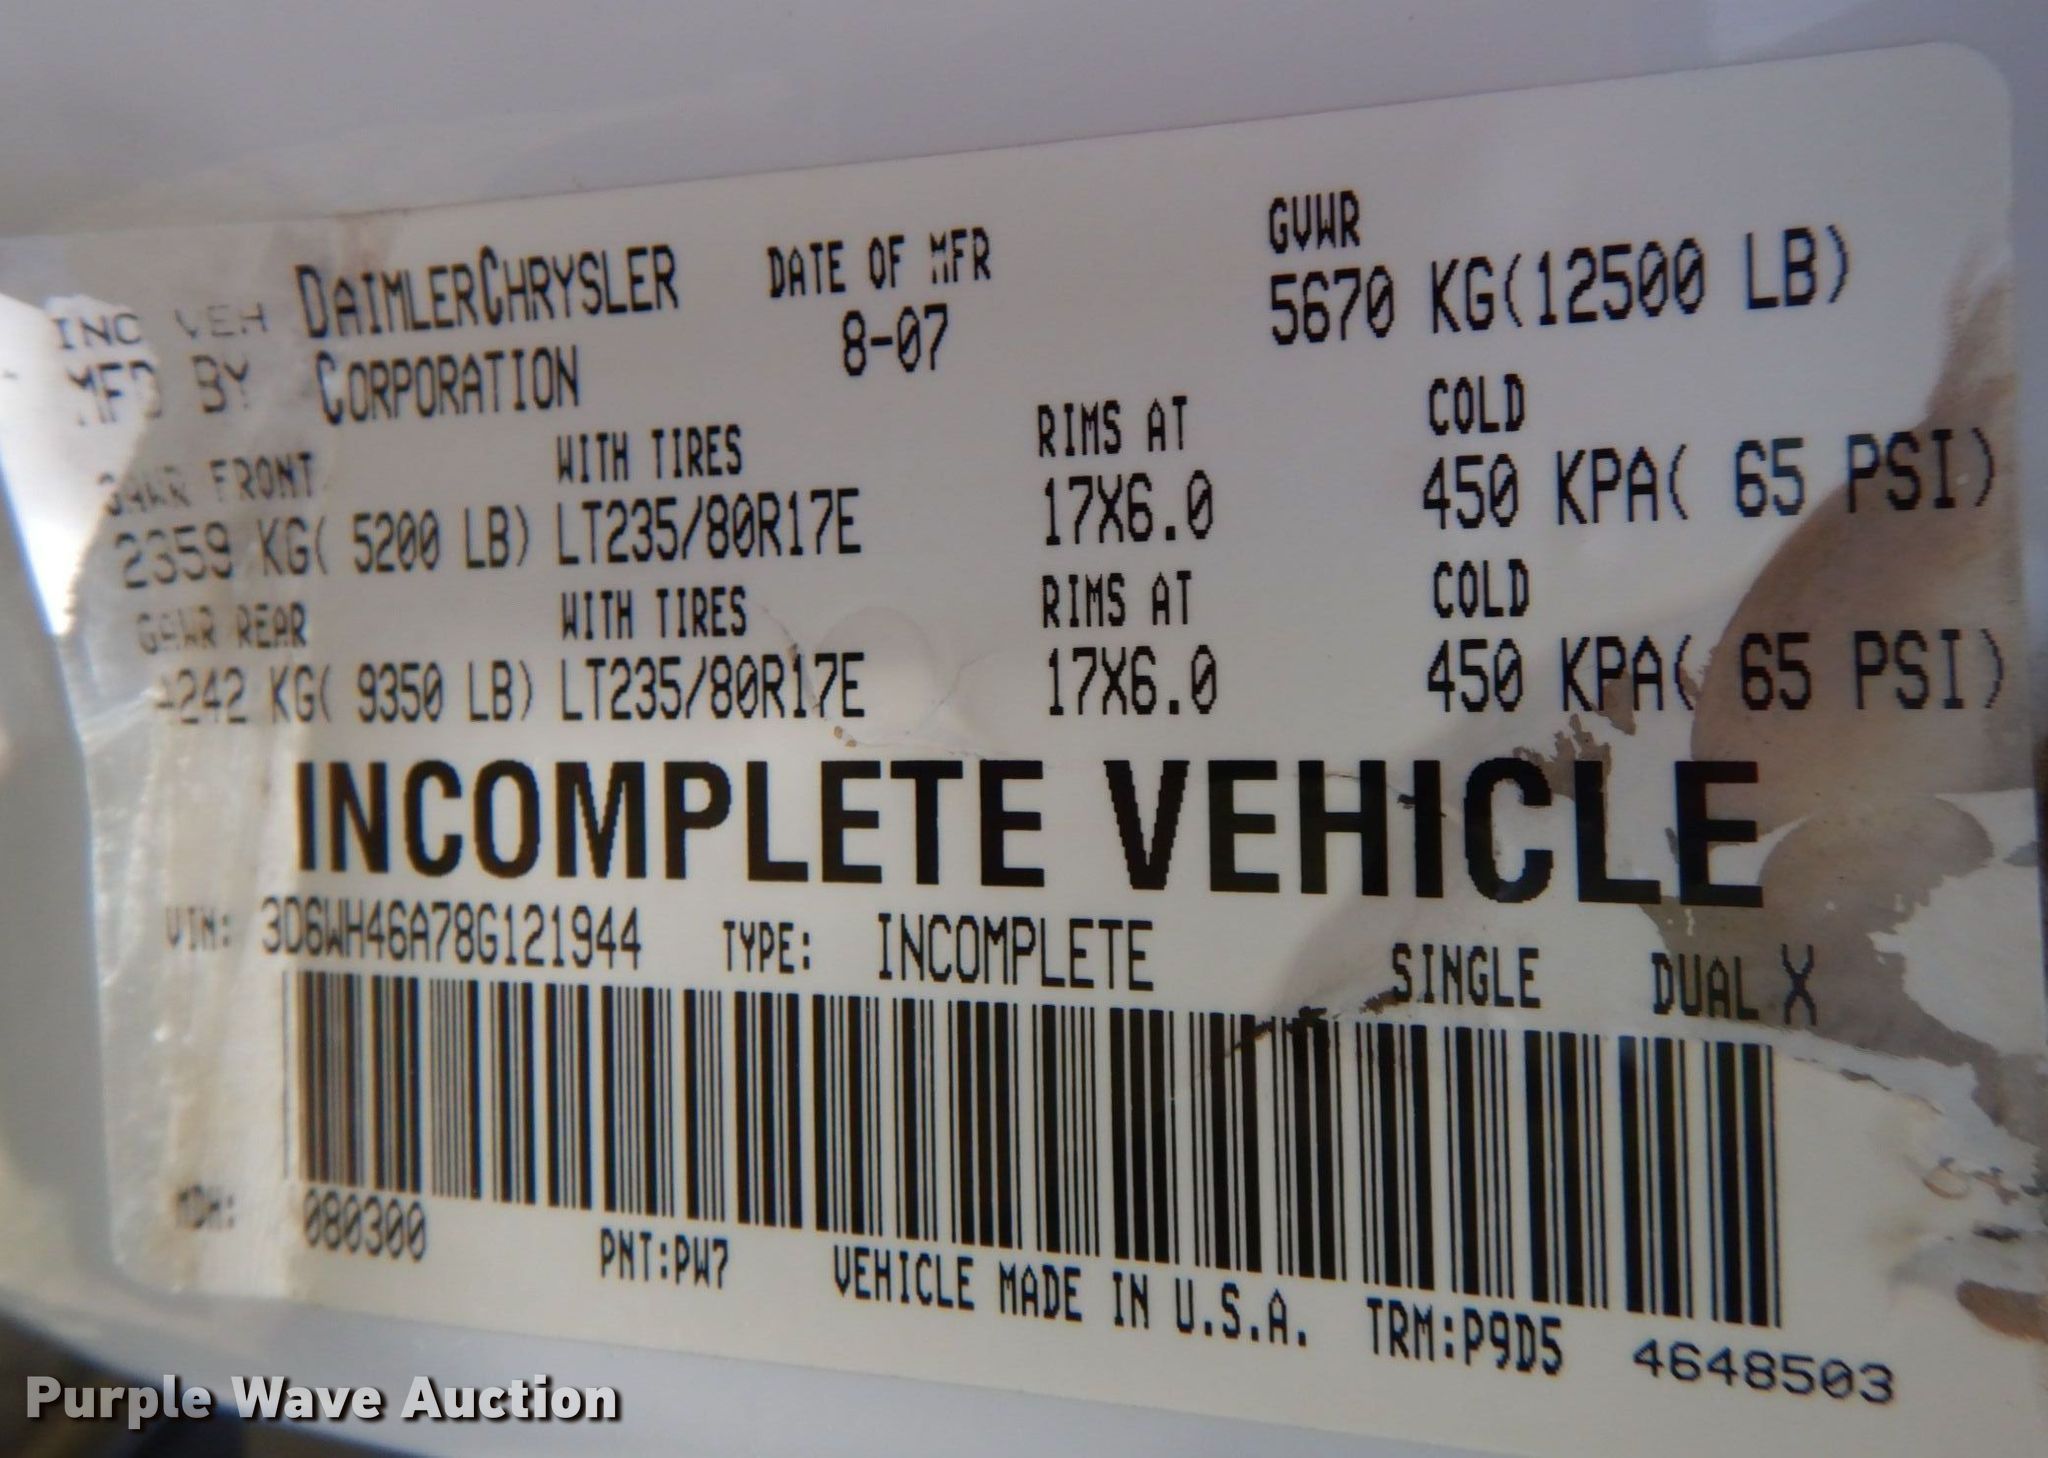 INC VEH DAIMLERCHRYSLER DATE OF MFR GVWR
MFD BY CORPORATION 8-07 5670 KG(12500 LB)
GAWR FRONT WITH TIRES RIMS AT COLD
2359 KG( 5200 LB) LT235/80R17E 17X6.0 450 KPA( 65 PSI)
GAWR REAR WITH TIRES RIMS AT COLD
4242 KG( 9350 LB) LT235/80R17E 17X6.0 450 KPA( 65 PSI)
INCOMPLETE VEHICLE
VIN: 3D6WH46A78G121944 TYPE: INCOMPLETE SINGLE DUAL X
MDH: 080300 PNT:PW7 VEHICLE MADE IN U.S.A. TRM:P9D5 4648503
Purple Wave Auction